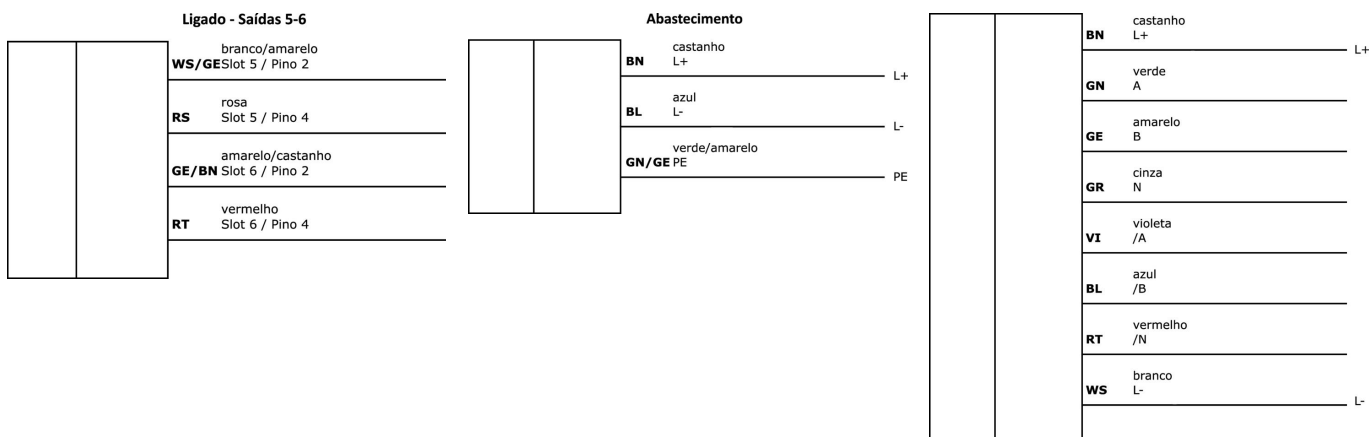 Ligado - Saídas 5-6
branco/amarelo
WS/GE Slot 5 / Pino 2
rosa
RS Slot 5 / Pino 4
amarelo/castanho
GE/BN Slot 6 / Pino 2
vermelho
RT Slot 6 / Pino 4
Abastecimento
castanho
BN L+
L+
azul
BL L-
L-
verde/amarelo
GN/GE PE
PE
castanho
BN L+
L+
verde
GN A
amarelo
GE B
cinza
GR N
violeta
VI /A
azul
BL /B
vermelho
RT /N
branco
WS L-
L-